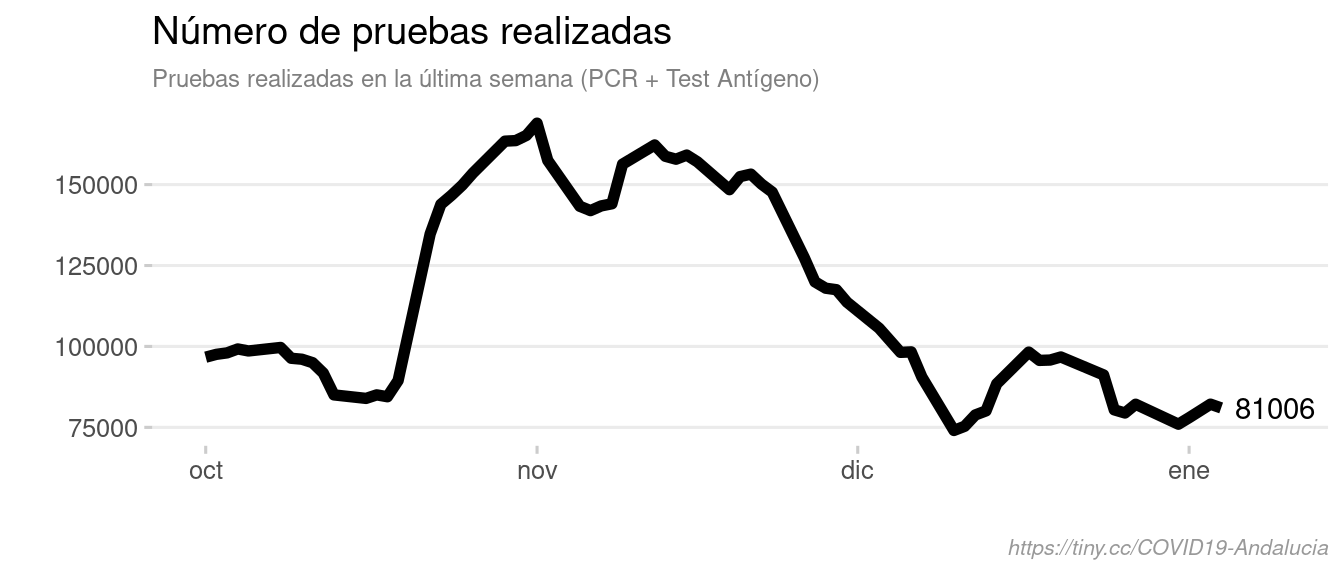 Número de pruebas realizadas
Pruebas realizadas en la última semana (PCR + Test Antígeno)
150000
125000
100000
75000
81006
oct nov dic ene
https://tiny.cc/COVID19-Andalucia